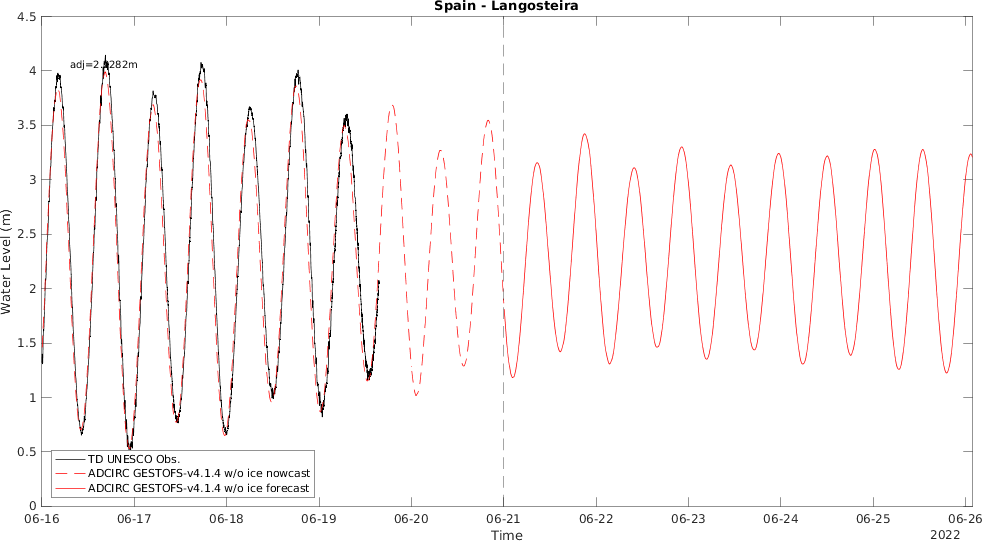 Spain - Langosteira
4.5
4
3.5
3
2.5
2
1.5
1
0.5
0
Water Level (m)
TD UNESCO Obs.
ADCIRC GESTOFS-v4.1.4 w/o ice nowcast
ADCIRC GESTOFS-v4.1.4 w/o ice forecast
06-16 06-17 06-18 06-19 06-20 06-21 06-22 06-23 06-24 06-25 06-26
Time
2022